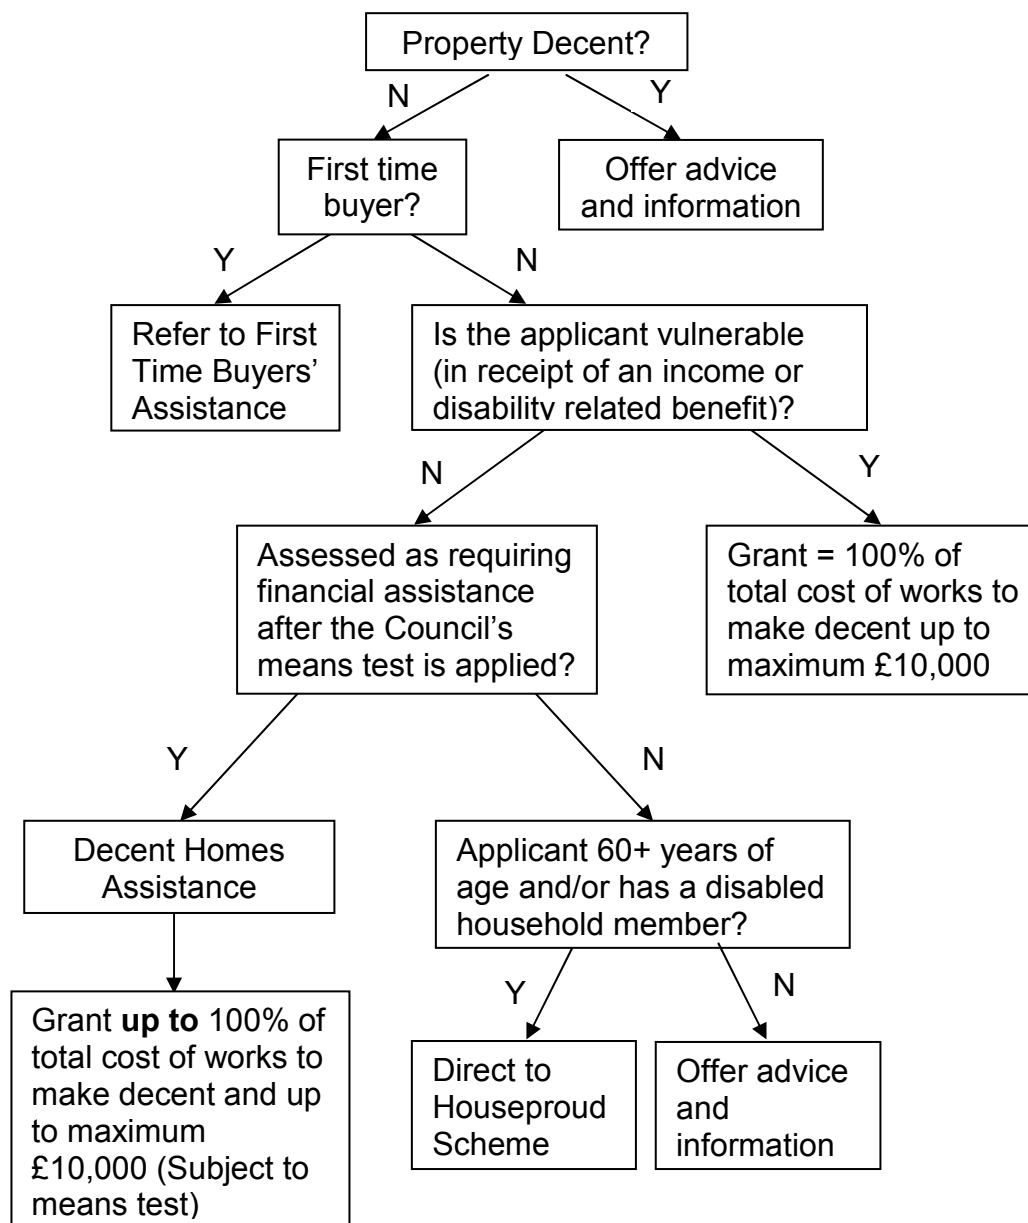 Property Decent?
N
Y
First time
buyer?
Offer advice
and information
Y
N
Refer to First
Time Buyers’
Assistance
Is the applicant vulnerable
(in receipt of an income or
disability related benefit)?
N
Y
Assessed as requiring
financial assistance
after the Council’s
means test is applied?
Grant = 100% of
total cost of works to
make decent up to
maximum £10,000
Y
N
Decent Homes
Assistance
Applicant 60+ years of
age and/or has a disabled
household member?
Y
N
Grant up to 100% of
total cost of works to
make decent and up
to maximum
£10,000 (Subject to
means test)
Direct to
Houseproud
Scheme
Offer advice
and
information